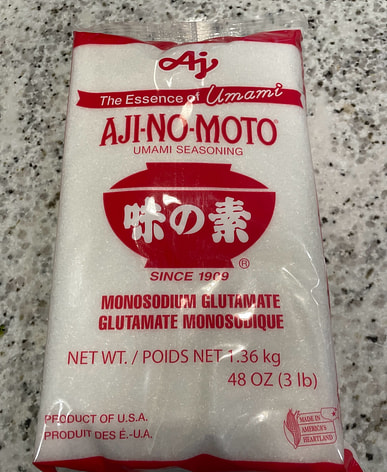 Aj
The Essence of Umami
AJI-NO-MOTO®
UMAMI SEASONING
味の素
®
SINCE 1909
MONOSODIUM GLUTAMATE
GLUTAMATE MONOSODIQUE
NET WT. / POIDS NET 1.36 kg
48 OZ (3 lb)
PRODUCT OF U.S.A.
PRODUIT DES É.-U.A.
MADE IN
AMERICA'S
HEARTLAND